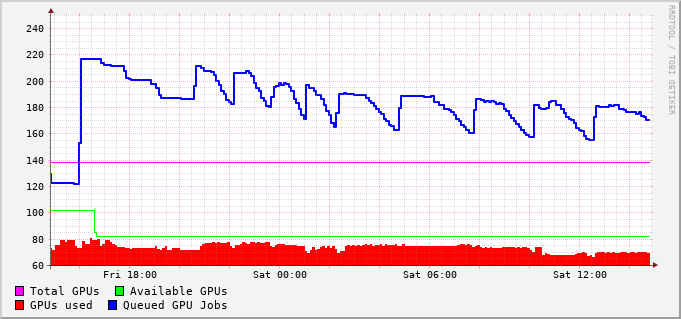 240
220
200
180
160
140
120
100
80
60
Fri 18:00 Sat 00:00 Sat 06:00 Sat 12:00
Total GPUs Available GPUs
GPUs used Queued GPU Jobs
RRDTOOL / TOBI OETIKER